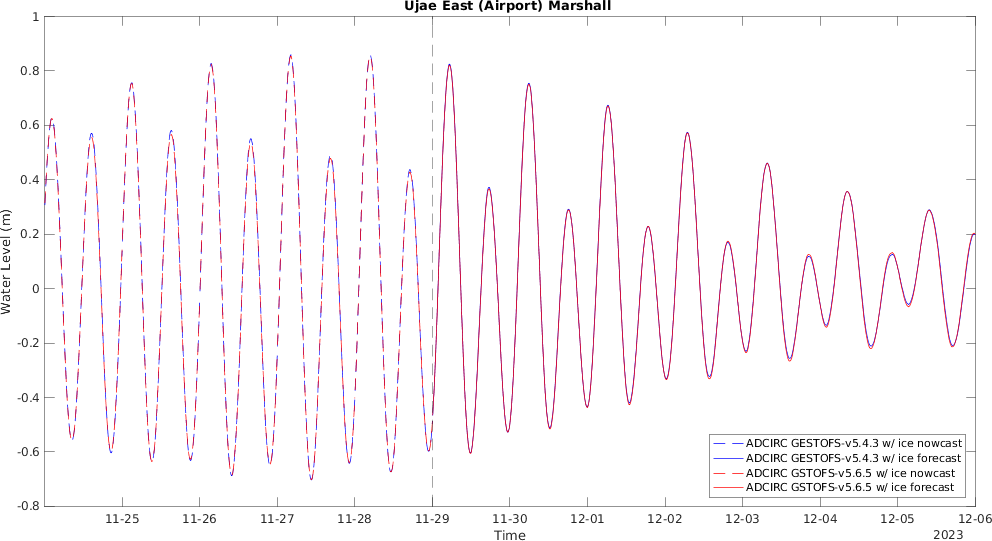 Ujae East (Airport) Marshall
Water Level (m)
1
0.8
0.6
0.4
0.2
0
-0.2
-0.4
-0.6
-0.8
ADCIRC GESTOFS-v5.4.3 w/ ice nowcast
ADCIRC GESTOFS-v5.4.3 w/ ice forecast
ADCIRC GSTOFS-v5.6.5 w/ ice nowcast
ADCIRC GSTOFS-v5.6.5 w/ ice forecast
11-25 11-26 11-27 11-28 11-29 11-30 12-01 12-02 12-03 12-04 12-05 12-06
Time
2023